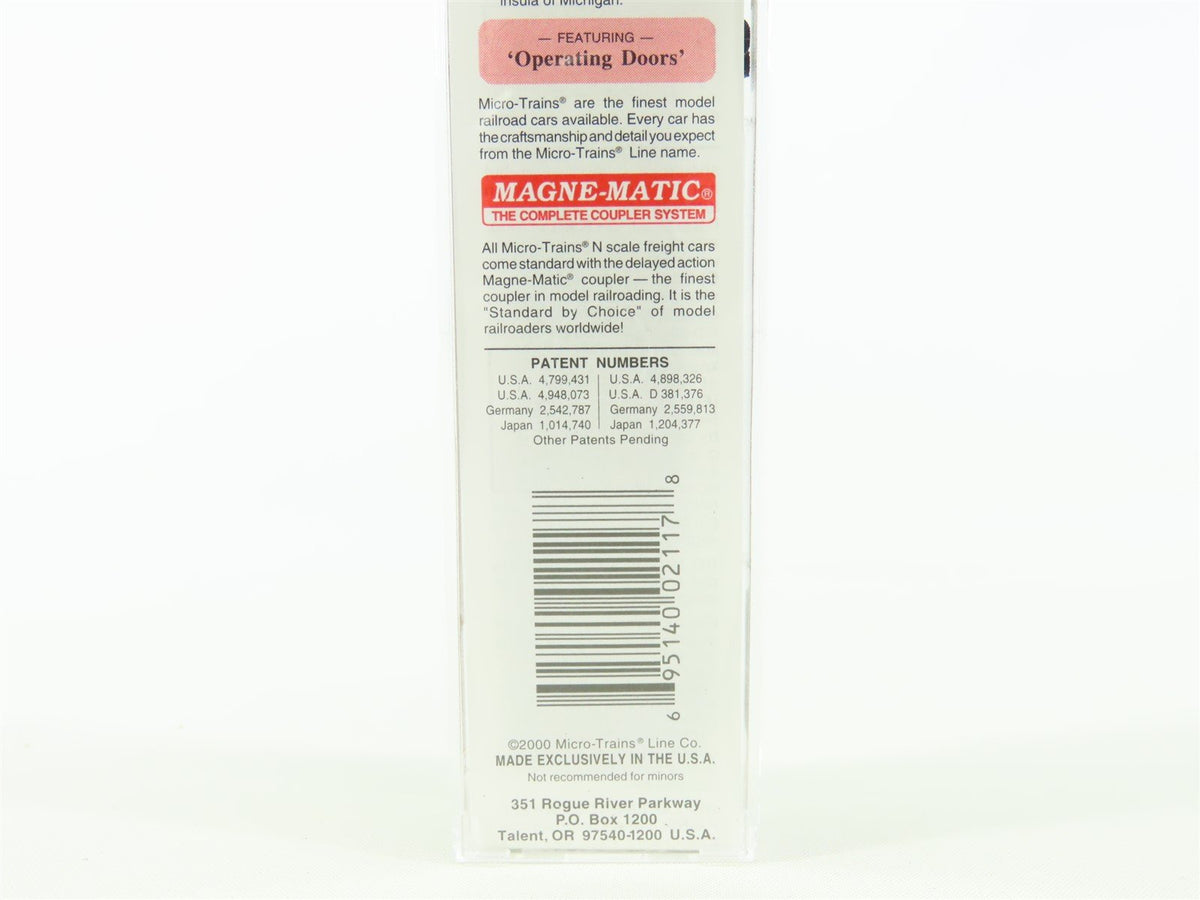 insula of Michigan.
— FEATURING —
‘Operating Doors’
Micro-Trains® are the finest model
railroad cars available. Every car has
the craftsmanship and detail you expect
from the Micro-Trains® Line name.
MAGNE-MATIC®
THE COMPLETE COUPLER SYSTEM
All Micro-Trains® N scale freight cars
come standard with the delayed action
Magne-Matic® coupler — the finest
coupler in model railroading. It is the
"Standard by Choice" of model
railroaders worldwide!
PATENT NUMBERS
U.S.A. 4,799,431 | U.S.A. 4,898,326
U.S.A. 4,948,073 | U.S.A. D 381,376
Germany 2,542,787 | Germany 2,559,813
Japan 1,014,740 | Japan 1,204,377
Other Patents Pending
6 95140 02117 8
©2000 Micro-Trains® Line Co.
MADE EXCLUSIVELY IN THE U.S.A.
Not recommended for minors
351 Rogue River Parkway
P.O. Box 1200
Talent, OR 97540-1200 U.S.A.